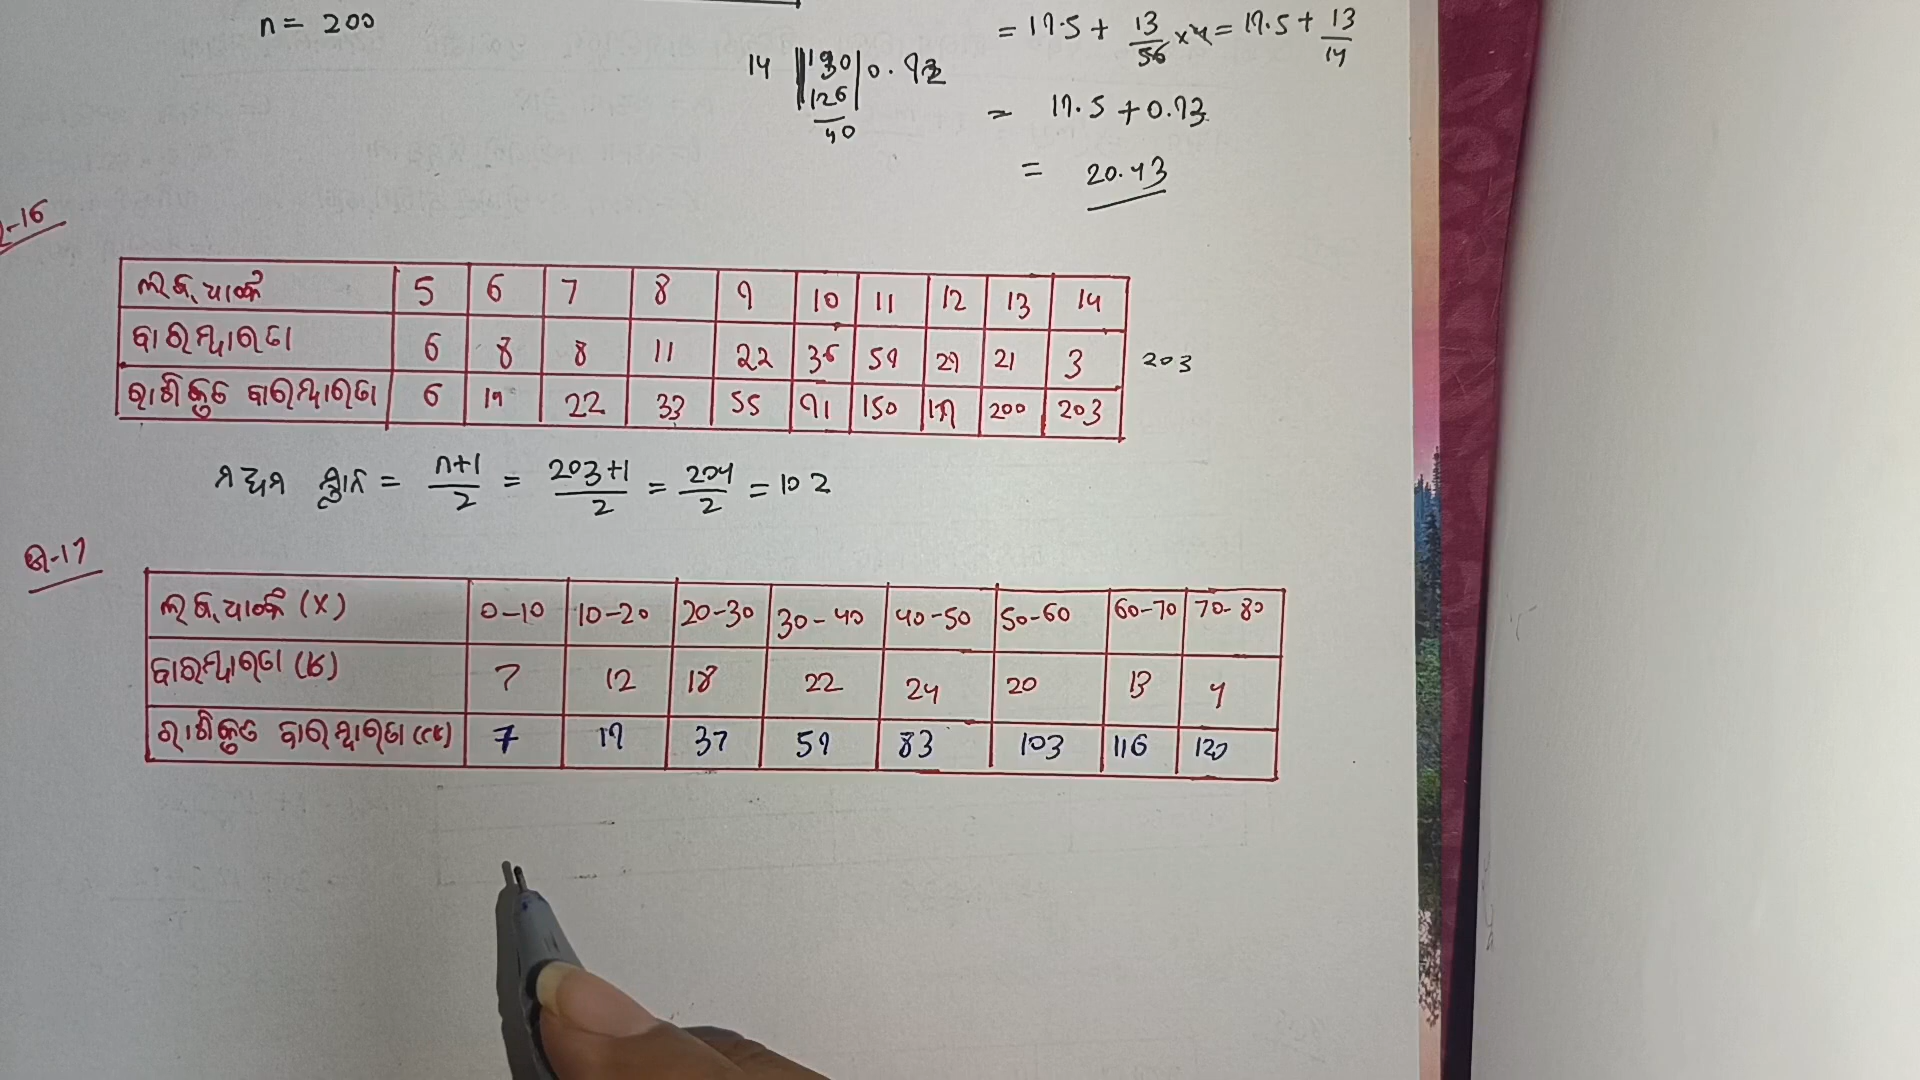 n = 200
= 19.5 + 13/56 × 4 = 19.5 + 13/14
14 130 0.92
126
40
= 19.5 + 0.93
= 20.43
-16
ଲବ୍ଧାଙ୍କ 5 6 7 8 9 10 11 12 13 14
ବାରମ୍ବାରତା 6 8 8 11 22 36 59 29 21 3 203
ରାଶିକୃତ ବାରମ୍ବାରତା 6 14 22 33 55 91 150 179 200 203
ମଧ୍ୟମ ସ୍ଥାନ = n+1/2 = 203+1/2 = 204/2 = 102
ଉ-17
ଲବ୍ଧାଙ୍କ (x) 0-10 10-20 20-30 30-40 40-50 50-60 60-70 70-80
ବାରମ୍ବାରତା (f) 7 12 18 22 24 20 13 4
ରାଶିକୃତ ବାରମ୍ବାରତା (cf) 7 19 37 59 83 103 116 120